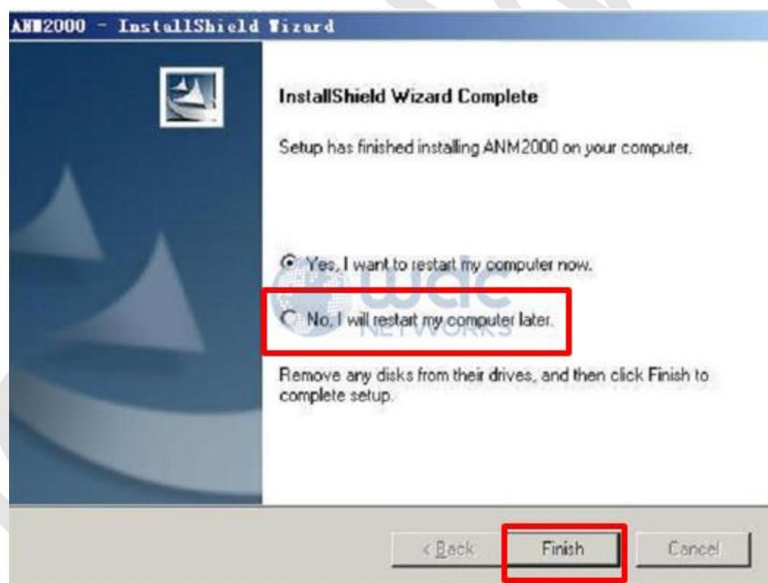 ANM2000 - InstallShield Wizard
InstallShield Wizard Complete
Setup has finished installing ANM2000 on your computer.
Yes, I want to restart my computer now.
wdc
No, I will restart my computer later.
NETWORKS
Remove any disks from their drives, and then click Finish to
complete setup.
< Back Finish Cancel